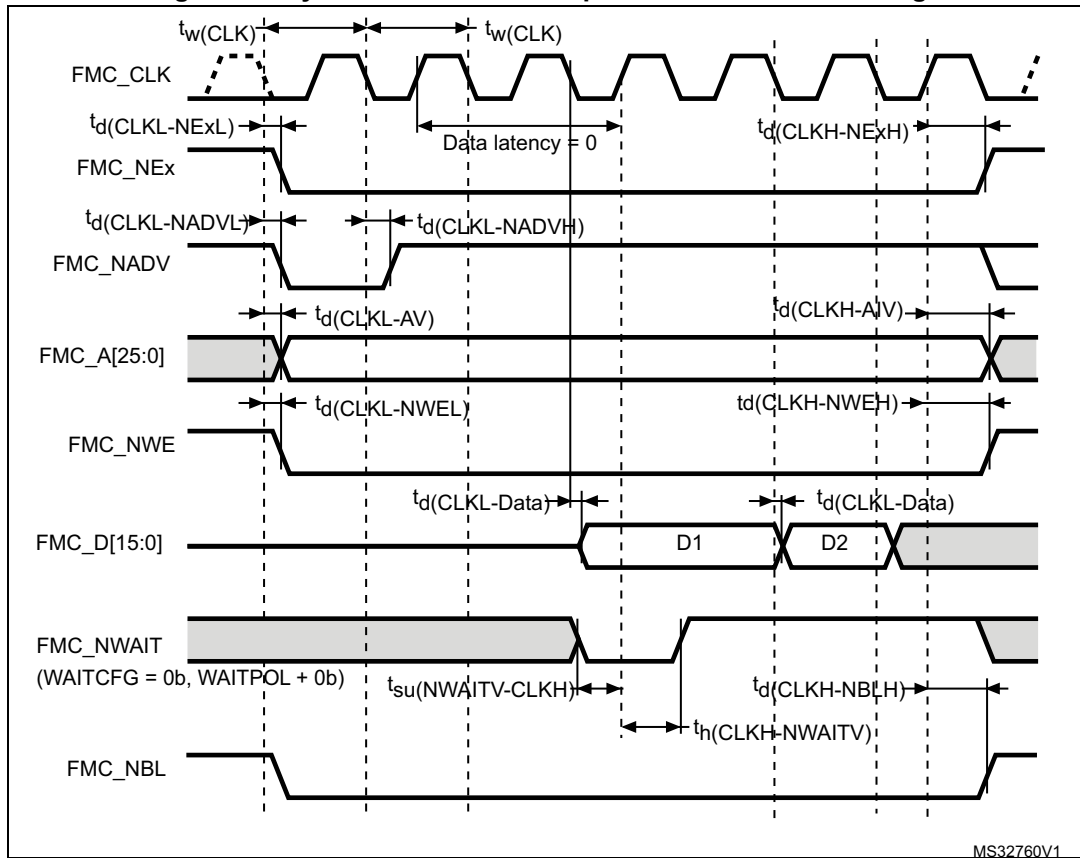 tw(CLK) tw(CLK)
FMC_CLK
td(CLKL-NExL) Data latency = 0 td(CLKH-NExH)
FMC_NEx
td(CLKL-NADVL) td(CLKL-NADVH)
FMC_NADV
td(CLKL-AV) td(CLKH-AIV)
FMC_A[25:0]
td(CLKL-NWEL) td(CLKH-NWEH)
FMC_NWE
td(CLKL-Data) td(CLKL-Data)
FMC_D[15:0] D1 D2
FMC_NWAIT
(WAITCFG = 0b, WAITPOL + 0b)
tsu(NWAITV-CLKH) td(CLKH-NBLH)
th(CLKH-NWAITV)
FMC_NBL
MS32760V1